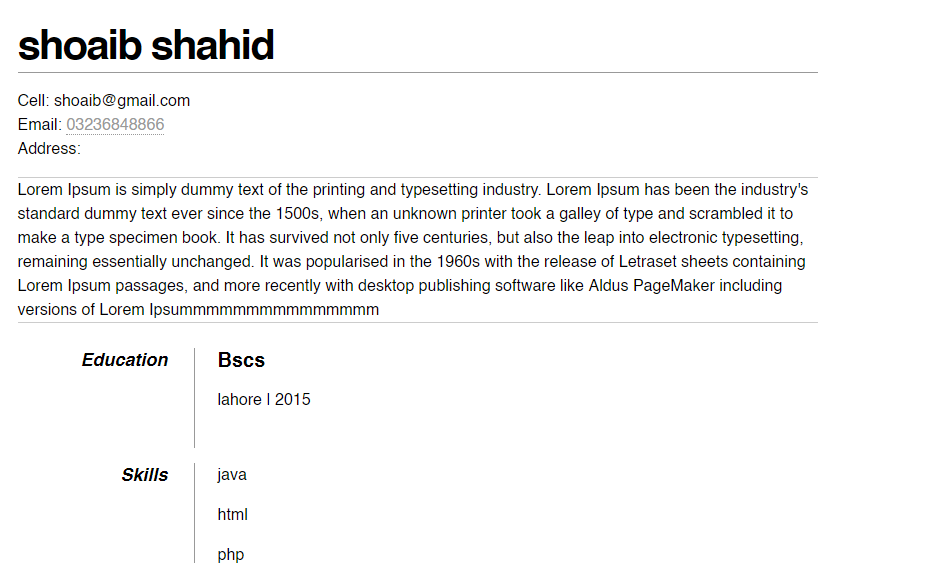 shoaib shahid
Cell: shoaib@gmail.com
Email: 03236848866
Address:
Lorem Ipsum is simply dummy text of the printing and typesetting industry. Lorem Ipsum has been the industry's
standard dummy text ever since the 1500s, when an unknown printer took a galley of type and scrambled it to
make a type specimen book. It has survived not only five centuries, but also the leap into electronic typesetting,
remaining essentially unchanged. It was popularised in the 1960s with the release of Letraset sheets containing
Lorem Ipsum passages, and more recently with desktop publishing software like Aldus PageMaker including
versions of Lorem Ipsummmmmmmmmmmmmmmm
Education Bscs
lahore l 2015
Skills java
html
php